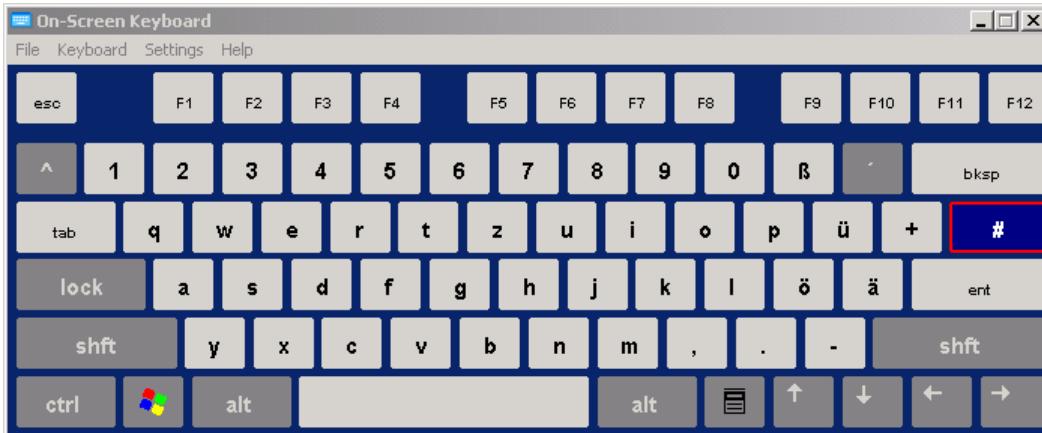 On-Screen Keyboard
File Keyboard Settings Help
esc F1 F2 F3 F4 F5 F6 F7 F8 F9 F10 F11 F12
^ 1 2 3 4 5 6 7 8 9 0 ß ´ bksp
tab q w e r t z u i o p ü + #
lock a s d f g h j k l ö ä ent
shft y x c v b n m , . - shft
ctrl alt alt ↑ ↓ ← →